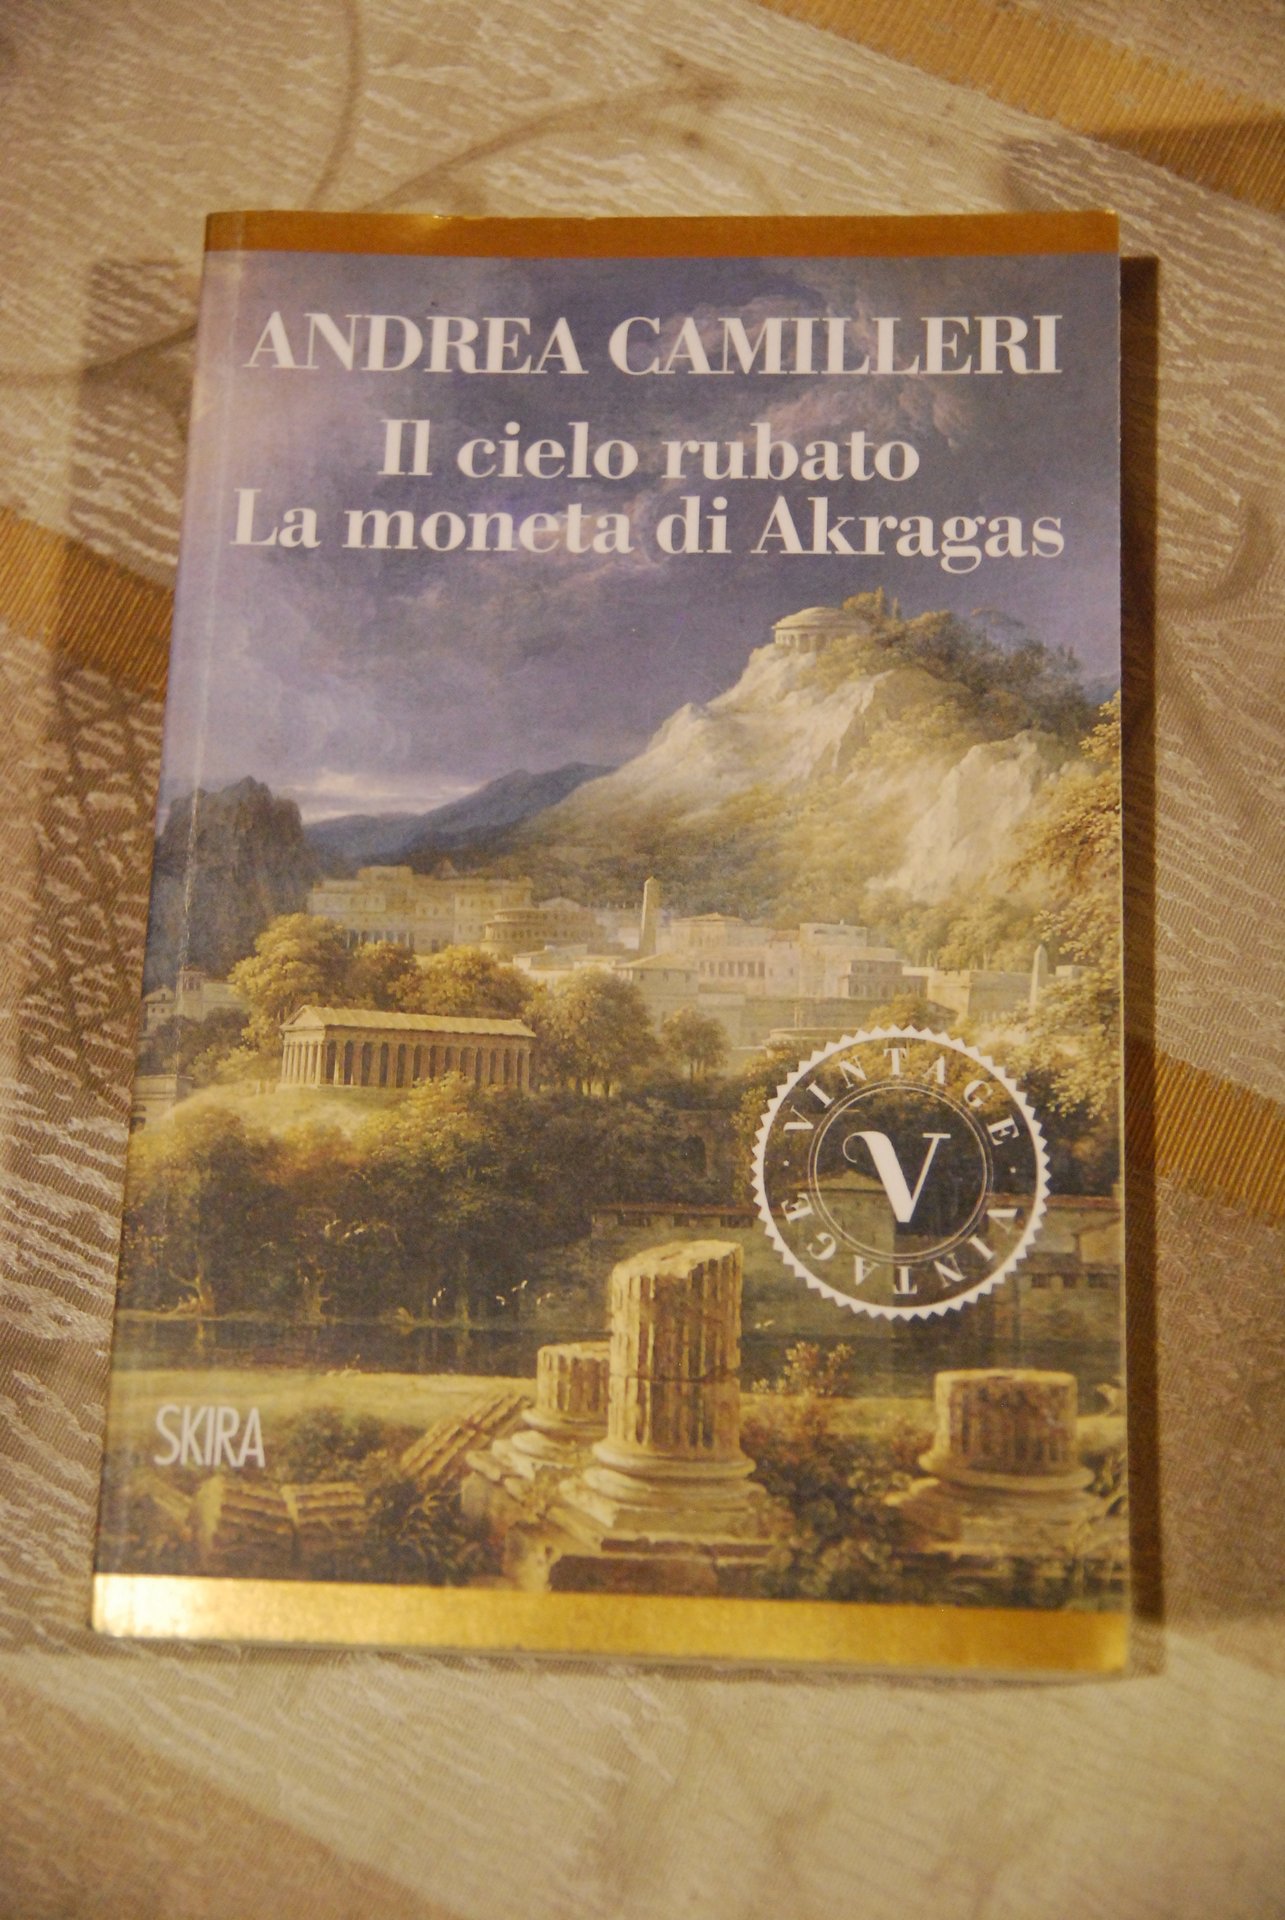 ANDREA CAMILLERI
Il cielo rubato
La moneta di Akragas
VINTAGE · VINTAGE ·
V
SKIRA